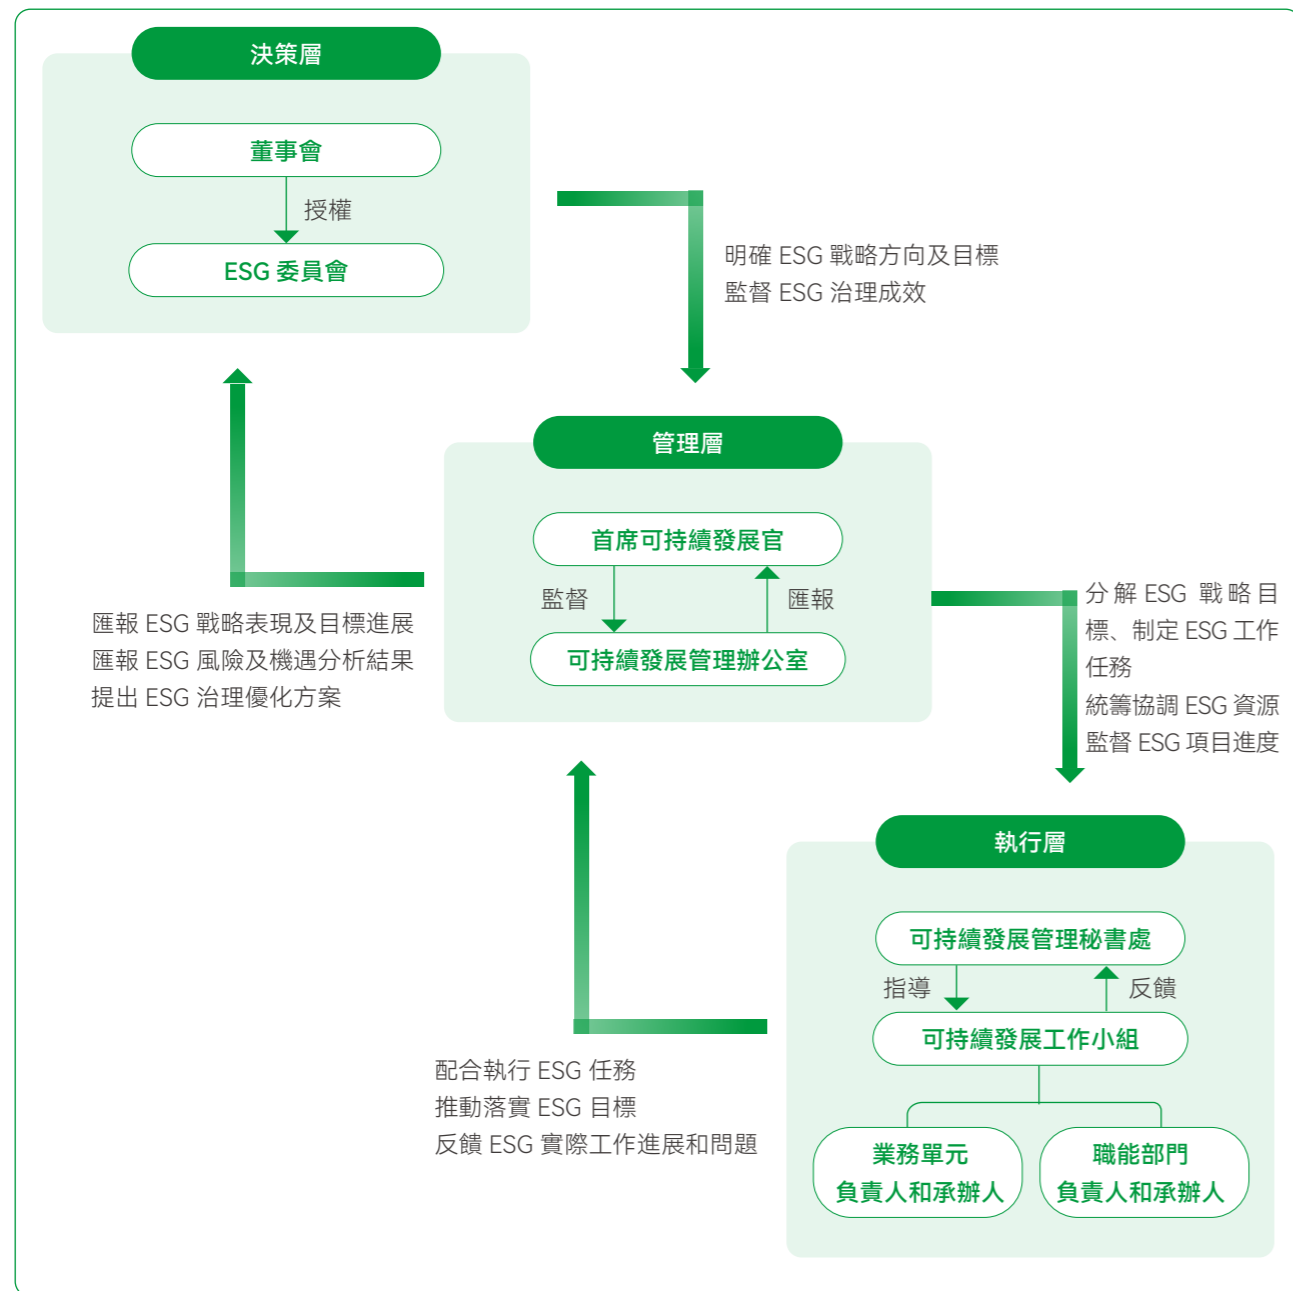 決策層
董事會
授權
ESG 委員會
明確 ESG 戰略方向及目標
監督 ESG 治理成效
管理層
首席可持續發展官
監督
匯報
可持續發展管理辦公室
匯報 ESG 戰略表現及目標進展
匯報 ESG 風險及機遇分析結果
提出 ESG 治理優化方案
分解 ESG 戰略目
標、制定 ESG 工作
任務
統籌協調 ESG 資源
監督 ESG 項目進度
執行層
可持續發展管理秘書處
指導
反饋
可持續發展工作小組
業務單元
負責人和承辦人
職能部門
負責人和承辦人
配合執行 ESG 任務
推動落實 ESG 目標
反饋 ESG 實際工作進展和問題